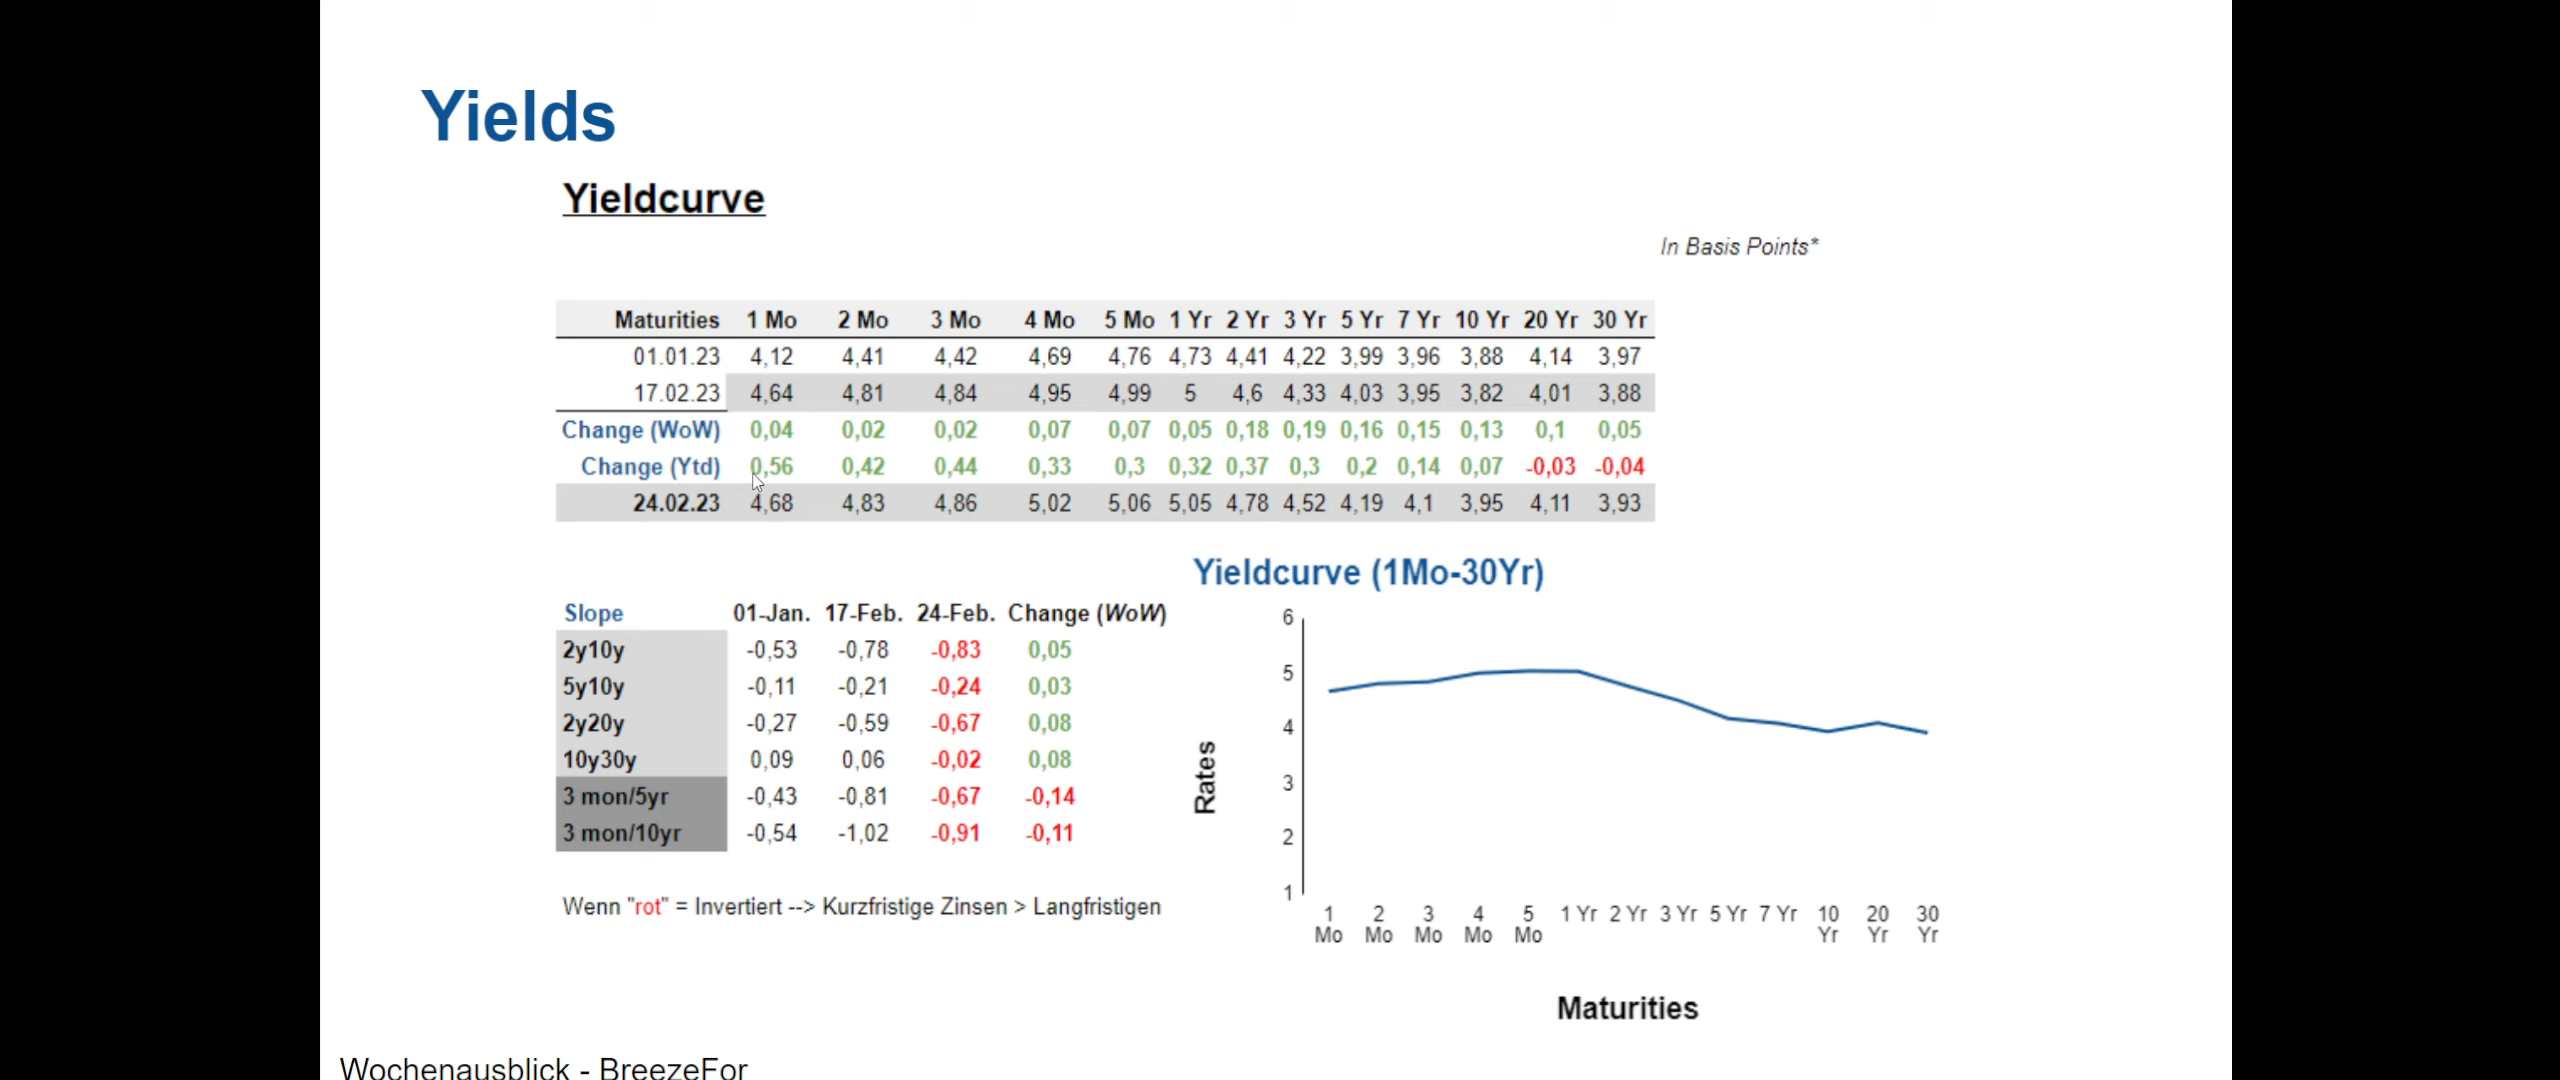 Yields
Yieldcurve
In Basis Points*
Maturities 1 Mo 2 Mo 3 Mo 4 Mo 5 Mo 1 Yr 2 Yr 3 Yr 5 Yr 7 Yr 10 Yr 20 Yr 30 Yr
01.01.23 4,12 4,41 4,42 4,69 4,76 4,73 4,41 4,22 3,99 3,96 3,88 4,14 3,97
17.02.23 4,64 4,81 4,84 4,95 4,99 5 4,6 4,33 4,03 3,95 3,82 4,01 3,88
Change (WoW) 0,04 0,02 0,02 0,07 0,07 0,05 0,18 0,19 0,16 0,15 0,13 0,1 0,05
Change (Ytd) 0,56 0,42 0,44 0,33 0,3 0,32 0,37 0,3 0,2 0,14 0,07 -0,03 -0,04
24.02.23 4,68 4,83 4,86 5,02 5,06 5,05 4,78 4,52 4,19 4,1 3,95 4,11 3,93
Slope 01-Jan. 17-Feb. 24-Feb. Change (WoW)
2y10y -0,53 -0,78 -0,83 0,05
5y10y -0,11 -0,21 -0,24 0,03
2y20y -0,27 -0,59 -0,67 0,08
10y30y 0,09 0,06 -0,02 0,08
3 mon/5yr -0,43 -0,81 -0,67 -0,14
3 mon/10yr -0,54 -1,02 -0,91 -0,11
Wenn "rot" = Invertiert --> Kurzfristige Zinsen > Langfristigen
Yieldcurve (1Mo-30Yr)
6
5
4
3
2
1
Rates
1 2 3 4 5 1 Yr 2 Yr 3 Yr 5 Yr 7 Yr 10 20 30
Mo Mo Mo Mo Mo Yr Yr Yr
Maturities
Wochenausblick - BreezeFor